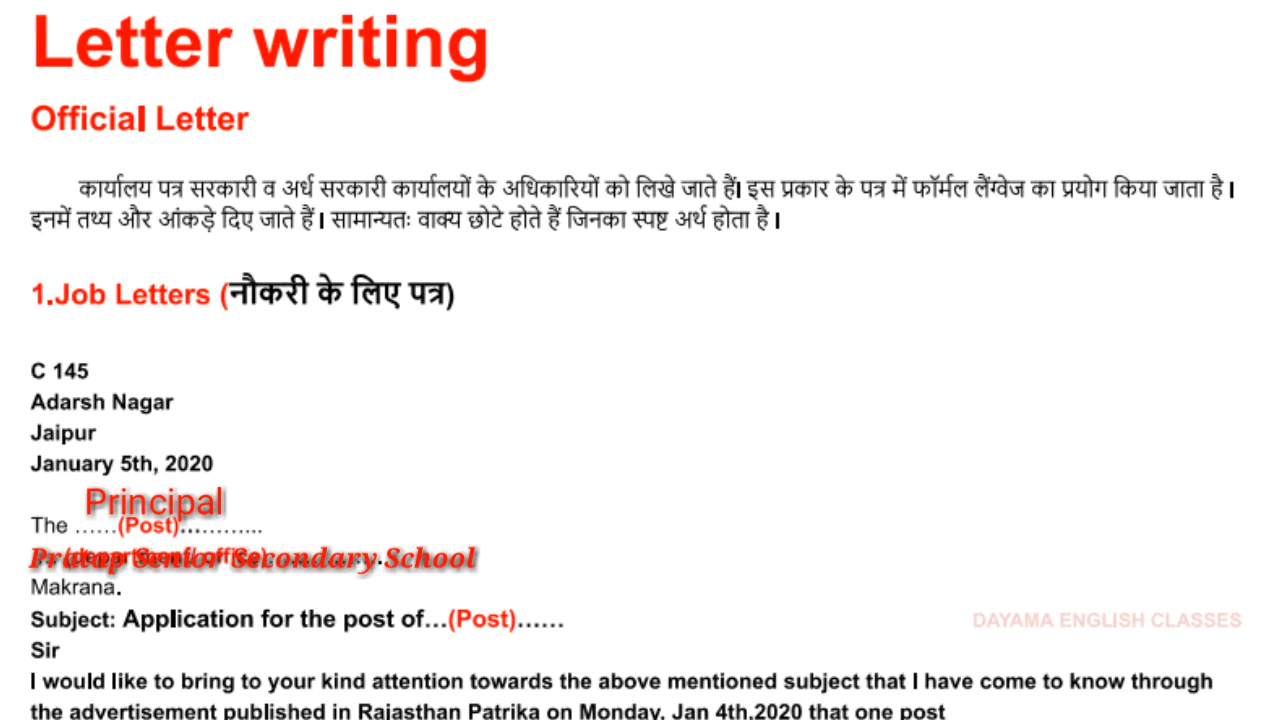 Letter writing
Official Letter
कार्यालय पत्र सरकारी व अर्ध सरकारी कार्यालयों के अधिकारियों को लिखे जाते हैं। इस प्रकार के पत्र में फॉर्मल लैंग्वेज का प्रयोग किया जाता है।
इनमें तथ्य और आंकड़े दिए जाते हैं। सामान्यतः वाक्य छोटे होते हैं जिनका स्पष्ट अर्थ होता है।
1.Job Letters (नौकरी के लिए पत्र)
C 145
Adarsh Nagar
Jaipur
January 5th, 2020
Principal
The ……(Post)………...
Pratap Senior Secondary School
(department/ office)
Makrana.
Subject: Application for the post of…(Post)……
DAYAMA ENGLISH CLASSES
Sir
I would like to bring to your kind attention towards the above mentioned subject that I have come to know through
the advertisement published in Rajasthan Patrika on Monday, Jan 4th,2020 that one post